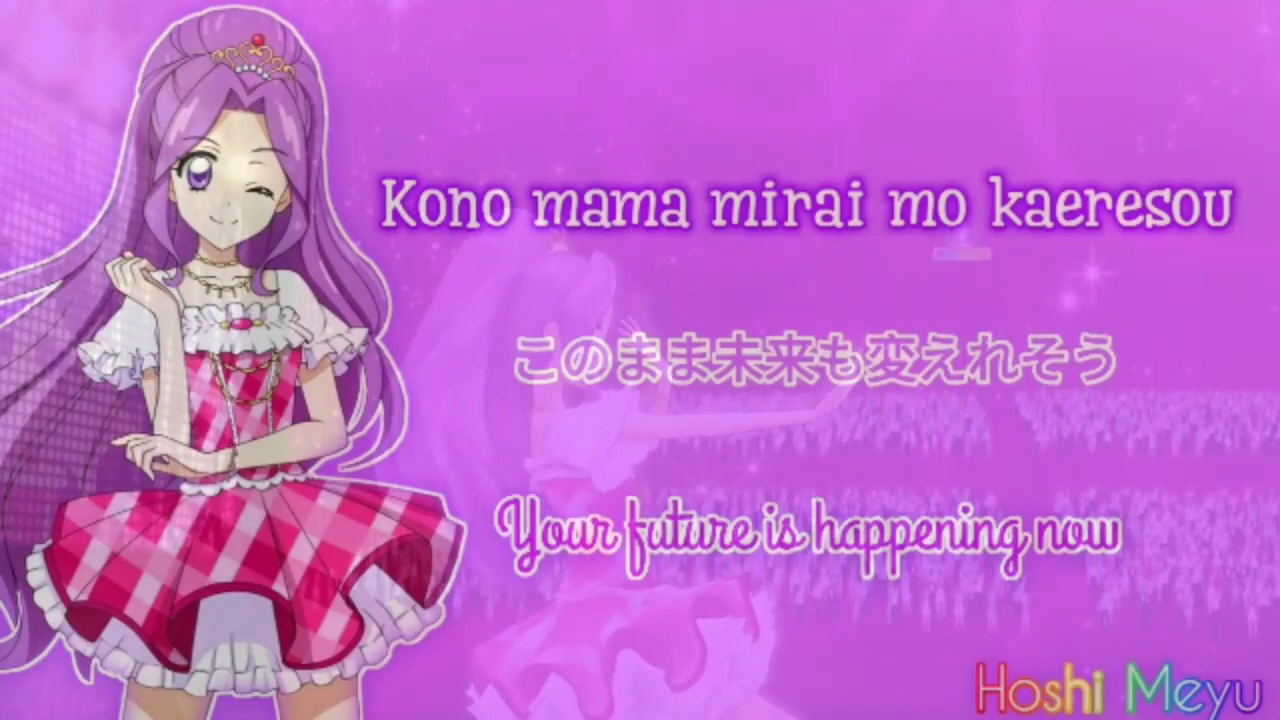 Kono mama mirai mo kaeresou
このまま未来も変えれそう
Your future is happening now
Hoshi Meyu